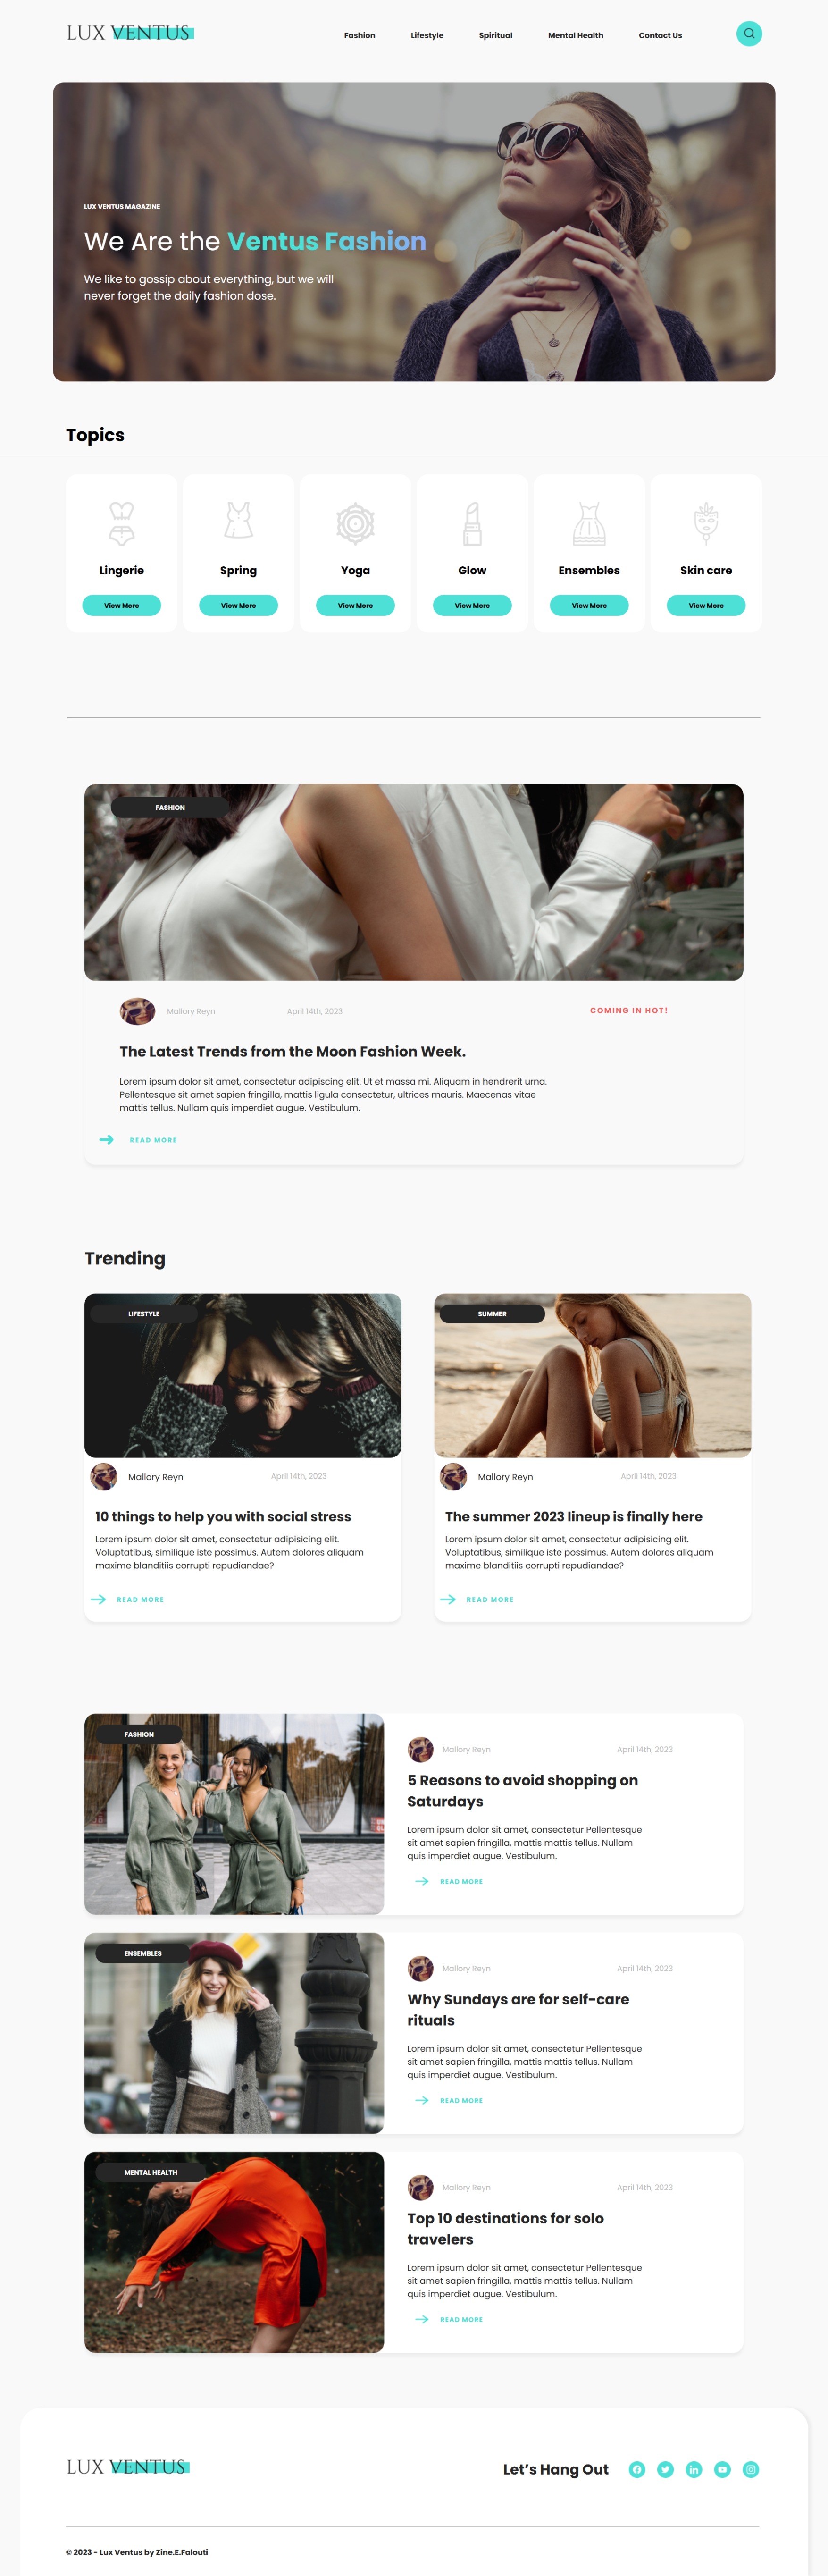 LUX VENTUS
Fashion Lifestyle Spiritual Mental Health Contact Us
LUX VENTUS MAGAZINE
We Are the Ventus Fashion
We like to gossip about everything, but we will
never forget the daily fashion dose.
Topics
Lingerie Spring Yoga Glow Ensembles Skin care
View More View More View More View More View More View More
FASHION
Mallory Reyn April 14th, 2023 COMING IN HOT!
The Latest Trends from the Moon Fashion Week.
Lorem ipsum dolor sit amet, consectetur adipiscing elit. Ut et massa mi. Aliquam in hendrerit urna.
Pellentesque sit amet sapien fringilla, mattis ligula consectetur, ultrices mauris. Maecenas vitae
mattis tellus. Nullam quis imperdiet augue. Vestibulum.
READ MORE
Trending
LIFESTYLE
Mallory Reyn April 14th, 2023
10 things to help you with social stress
Lorem ipsum dolor sit amet, consectetur adipisicing elit.
Voluptatibus, similique iste possimus. Autem dolores aliquam
maxime blanditiis corrupti repudiandae?
READ MORE
SUMMER
Mallory Reyn April 14th, 2023
The summer 2023 lineup is finally here
Lorem ipsum dolor sit amet, consectetur adipisicing elit.
Voluptatibus, similique iste possimus. Autem dolores aliquam
maxime blanditiis corrupti repudiandae?
READ MORE
FASHION
Mallory Reyn April 14th, 2023
5 Reasons to avoid shopping on
Saturdays
Lorem ipsum dolor sit amet, consectetur Pellentesque
sit amet sapien fringilla, mattis mattis tellus. Nullam
quis imperdiet augue. Vestibulum.
READ MORE
ENSEMBLES
Mallory Reyn April 14th, 2023
Why Sundays are for self-care
rituals
Lorem ipsum dolor sit amet, consectetur Pellentesque
sit amet sapien fringilla, mattis mattis tellus. Nullam
quis imperdiet augue. Vestibulum.
READ MORE
MENTAL HEALTH
Mallory Reyn April 14th, 2023
Top 10 destinations for solo
travelers
Lorem ipsum dolor sit amet, consectetur Pellentesque
sit amet sapien fringilla, mattis mattis tellus. Nullam
quis imperdiet augue. Vestibulum.
READ MORE
LUX VENTUS
Let’s Hang Out
© 2023 - Lux Ventus by Zine.E.Falouti